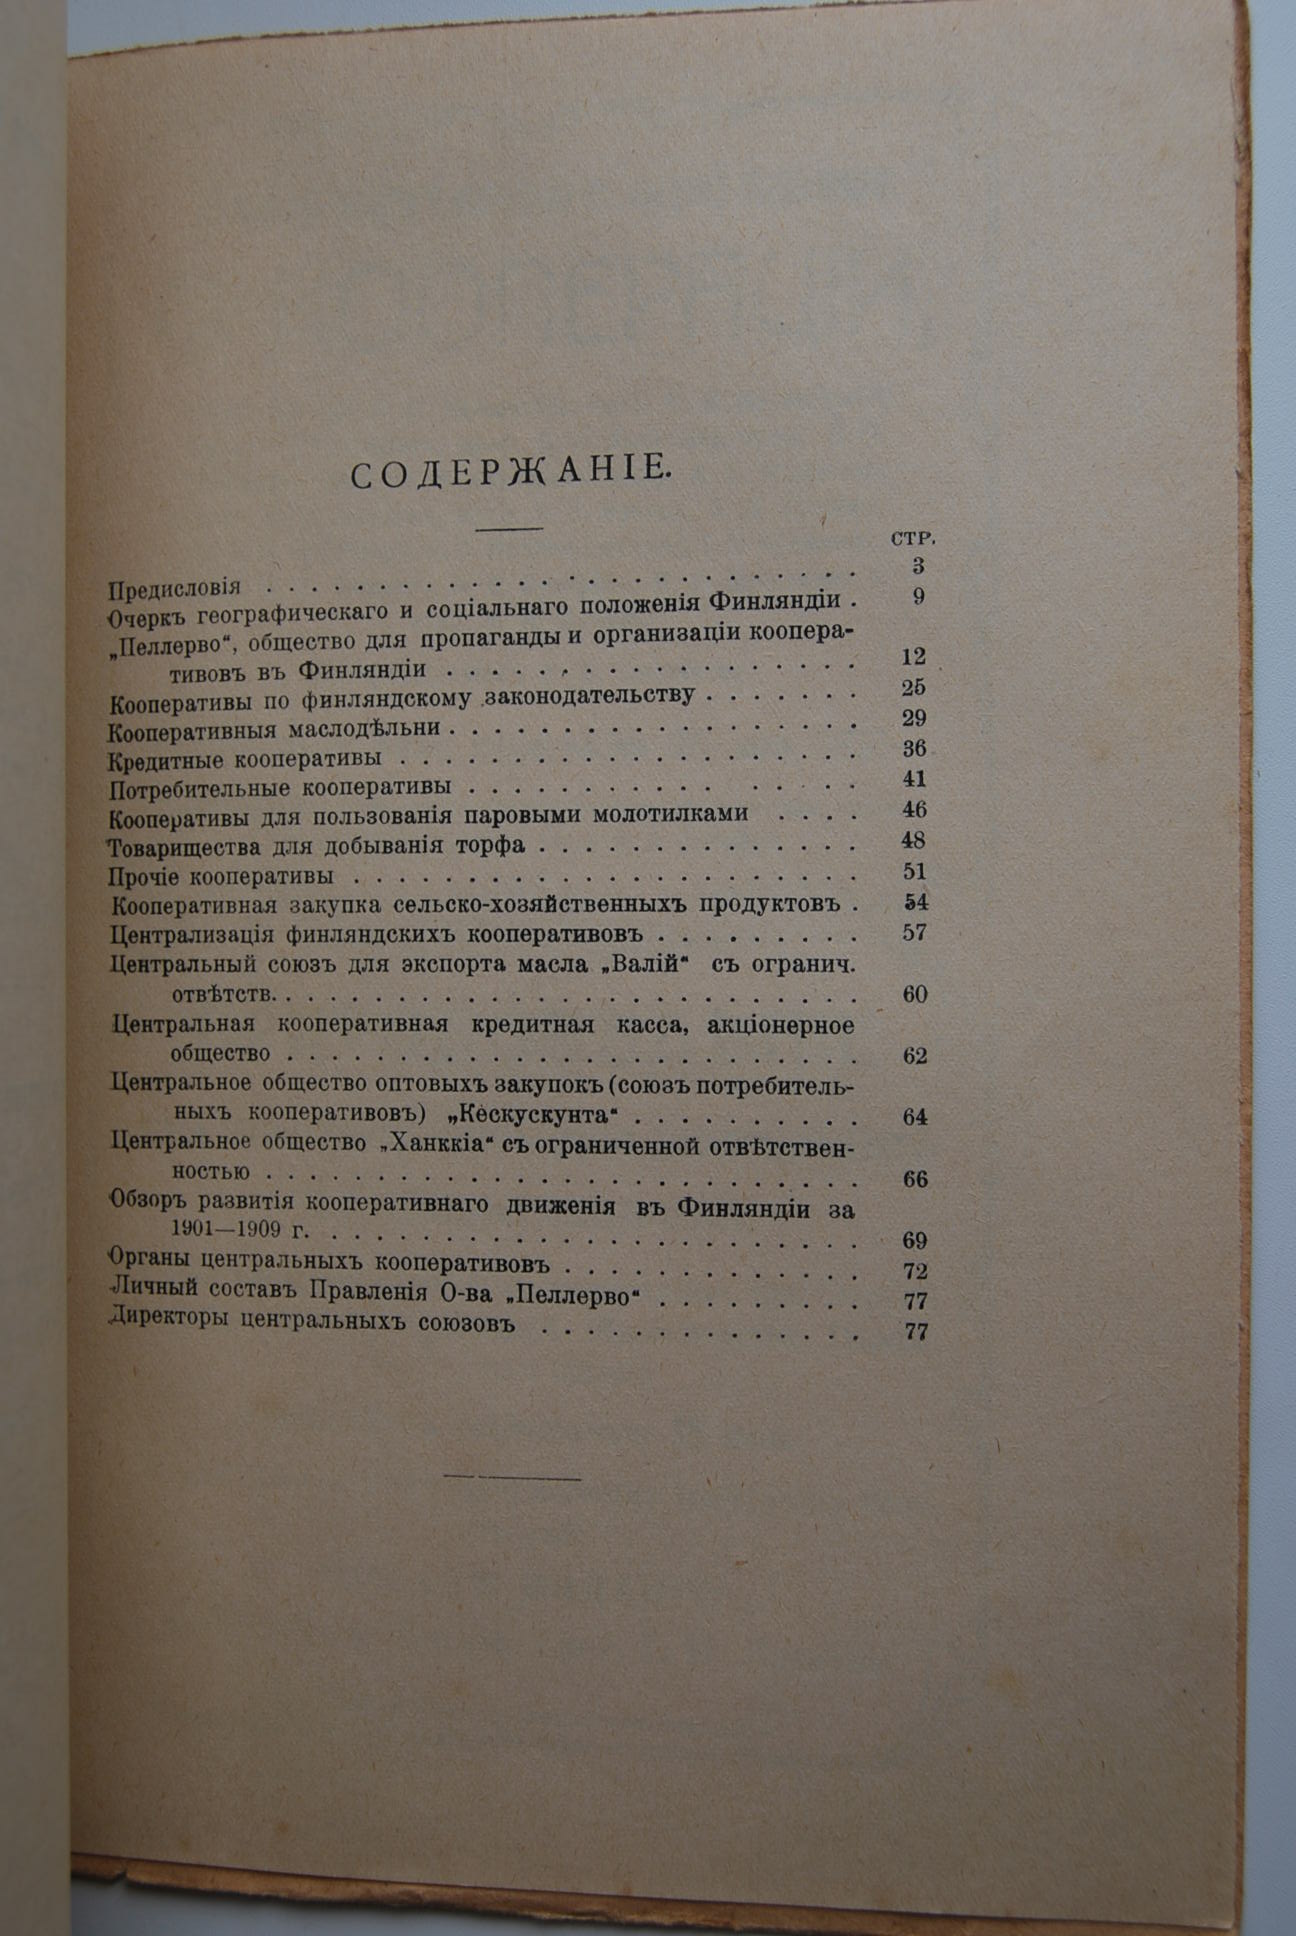 СОДЕРЖАНІЕ.
СТР.
Предисловія . . . . . . . . . . . . . . . . . . . . . . . . . . 3
Очеркъ географическаго и соціальнаго положенія Финляндіи . 9
„Пеллерво“, общество для пропаганды и организаціи коопера-
тивовъ въ Финляндіи . . . . . . . . . . . . . . . . . . 12
Кооперативы по финляндскому законодательству . . . . . . . 25
Кооперативныя маслодѣльни . . . . . . . . . . . . . . . . . . 29
Кредитные кооперативы . . . . . . . . . . . . . . . . . . . . 36
Потребительные кооперативы . . . . . . . . . . . . . . . . 41
Кооперативы для пользованія паровыми молотилками . . . . 46
Товарищества для добыванія торфа . . . . . . . . . . . . . . 48
Прочіе кооперативы . . . . . . . . . . . . . . . . . . . . . . 51
Кооперативная закупка сельско-хозяйственныхъ продуктовъ . 54
Централизація финляндскихъ кооперативовъ . . . . . . . . . 57
Центральный союзъ для экспорта масла „Валій“ съ огранич.
отвѣтств. . . . . . . . . . . . . . . . . . . . . . . . . . 60
Центральная кооперативная кредитная касса, акціонерное
общество . . . . . . . . . . . . . . . . . . . . . . . . . 62
Центральное общество оптовыхъ закупокъ (союзъ потребитель-
ныхъ кооперативовъ) „Кескускунта“ . . . . . . . . . . 64
Центральное общество „Ханккіа“ съ ограниченной отвѣтствен-
ностью . . . . . . . . . . . . . . . . . . . . . . . . . . 66
Обзоръ развитія кооперативнаго движенія въ Финляндіи за
1901—1909 г. . . . . . . . . . . . . . . . . . . . . . . . 69
Органы центральныхъ кооперативовъ . . . . . . . . . . . . . 72
Личный составъ Правленія О-ва „Пеллерво“ . . . . . . . . . 77
Директоры центральныхъ союзовъ . . . . . . . . . . . . . . 77